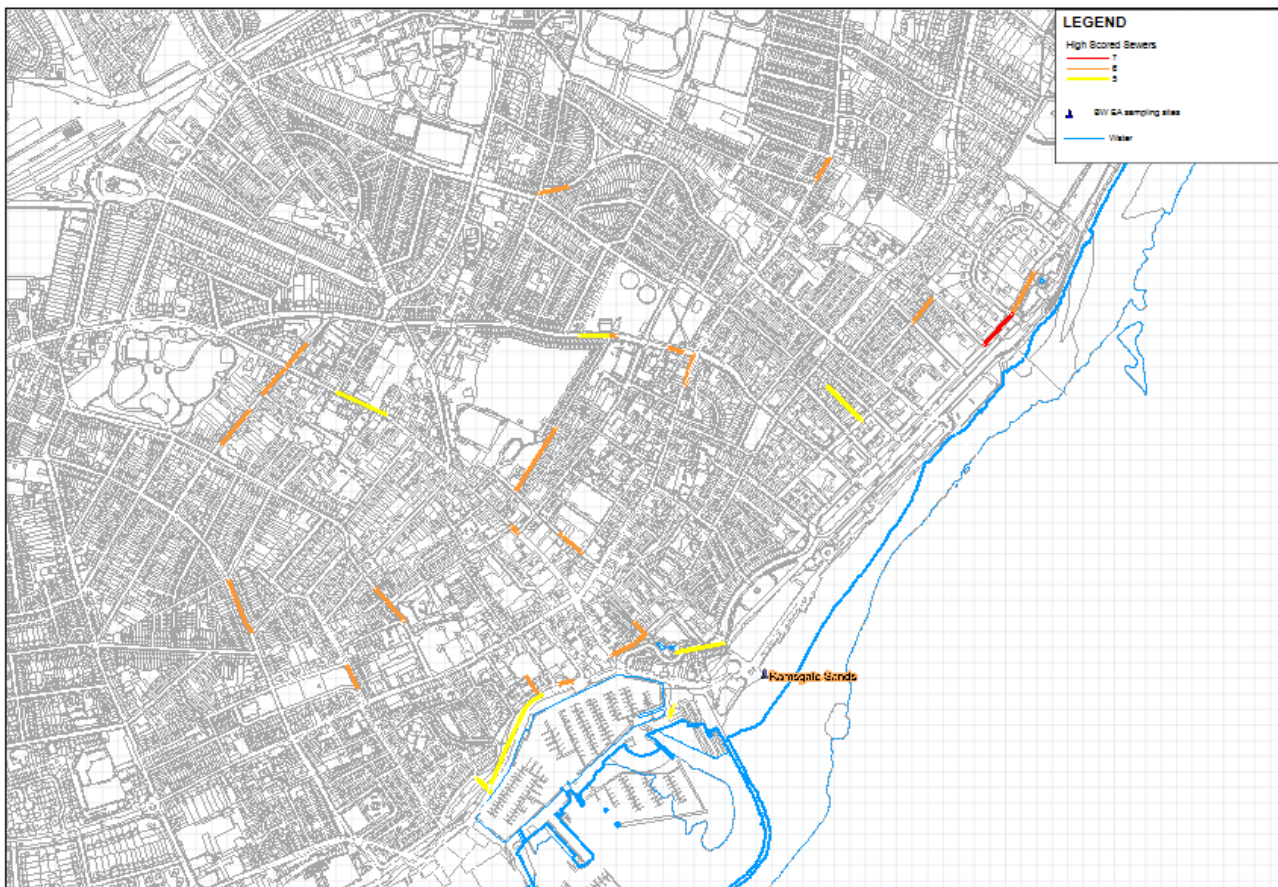 LEGEND
High Scored Sewers
7
6
5
BW EA sampling sites
Water
Ramsgate Sands